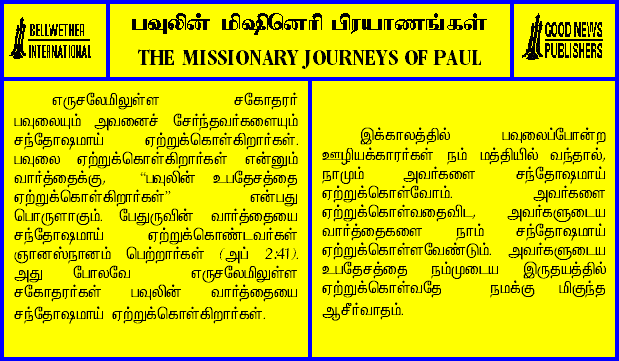 BELLWETHER
INTERNATIONAL
பவுலின் மிஷினெரி பிரயாணங்கள்
THE MISSIONARY JOURNEYS OF PAUL
GOOD NEWS
PUBLISHERS
எருசலேமிலுள்ள சகோதரர்
பவுலையும் அவனைச் சேர்ந்தவர்களையும்
சந்தோஷமாய் ஏற்றுக்கொள்கிறார்கள்.
பவுலை ஏற்றுக்கொள்கிறார்கள் என்னும்
வார்த்தைக்கு, “பவுலின் உபதேசத்தை
ஏற்றுக்கொள்கிறார்கள்” என்பது
பொருளாகும். பேதுருவின் வார்த்தையை
சந்தோஷமாய் ஏற்றுக்கொண்டவர்கள்
ஞானஸ்நானம் பெற்றார்கள் (அப் 2:41).
அது போலவே எருசலேமிலுள்ள
சகோதரர்கள் பவுலின் வார்த்தையை
சந்தோஷமாய் ஏற்றுக்கொள்கிறார்கள்.
இக்காலத்தில் பவுலைப்போன்ற
ஊழியக்காரர்கள் நம் மத்தியில் வந்தால்,
நாமும் அவர்களை சந்தோஷமாய்
ஏற்றுக்கொள்வோம். அவர்களை
ஏற்றுக்கொள்வதைவிட, அவர்களுடைய
வார்த்தைகளை நாம் சந்தோஷமாய்
ஏற்றுக்கொள்ளவேண்டும். அவர்களுடைய
உபதேசத்தை நம்முடைய இருதயத்தில்
ஏற்றுக்கொள்வதே நமக்கு மிகுந்த
ஆசீர்வாதம்.